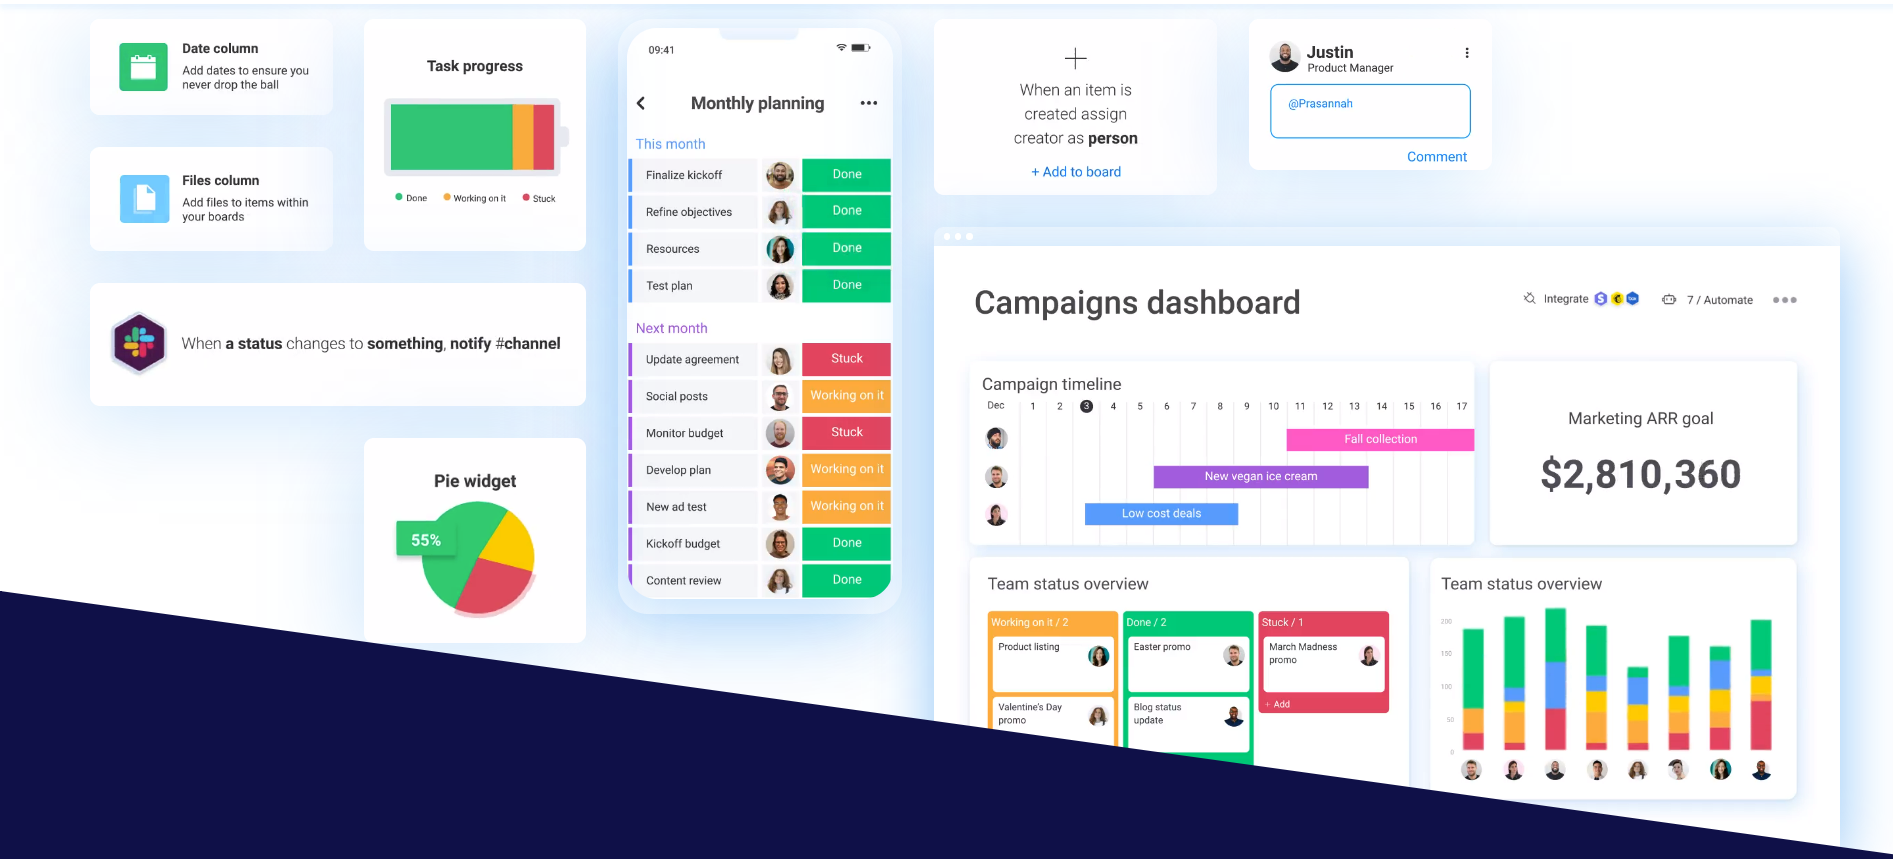 Date column
Add dates to ensure you
never drop the ball
Files column
Add files to items within
your boards
Task progress
Done
Working on it
Stuck
When a status changes to something, notify #channel
Pie widget
55%
09:41
Monthly planning
This month
Finalize kickoff Done
Refine objectives Done
Resources Done
Test plan Done
Next month
Update agreement Stuck
Social posts Working on it
Monitor budget Stuck
Develop plan Working on it
New ad test Working on it
Kickoff budget Done
Content review Done
When an item is
created assign
creator as person
+ Add to board
Justin
Product Manager
@Prasannah
Comment
Campaigns dashboard
Integrate
7 / Automate
Campaign timeline
Dec 1 2 3 4 5 6 7 8 9 10 11 12 13 14 15 16 17
Fall collection
New vegan ice cream
Low cost deals
Marketing ARR goal
$2,810,360
Team status overview
Working on it / 2
Product listing
Valentine's Day
promo
Done / 2
Easter promo
Blog status
update
Stuck / 1
March Madness
promo
+ Add
Team status overview
200
150
100
50
0